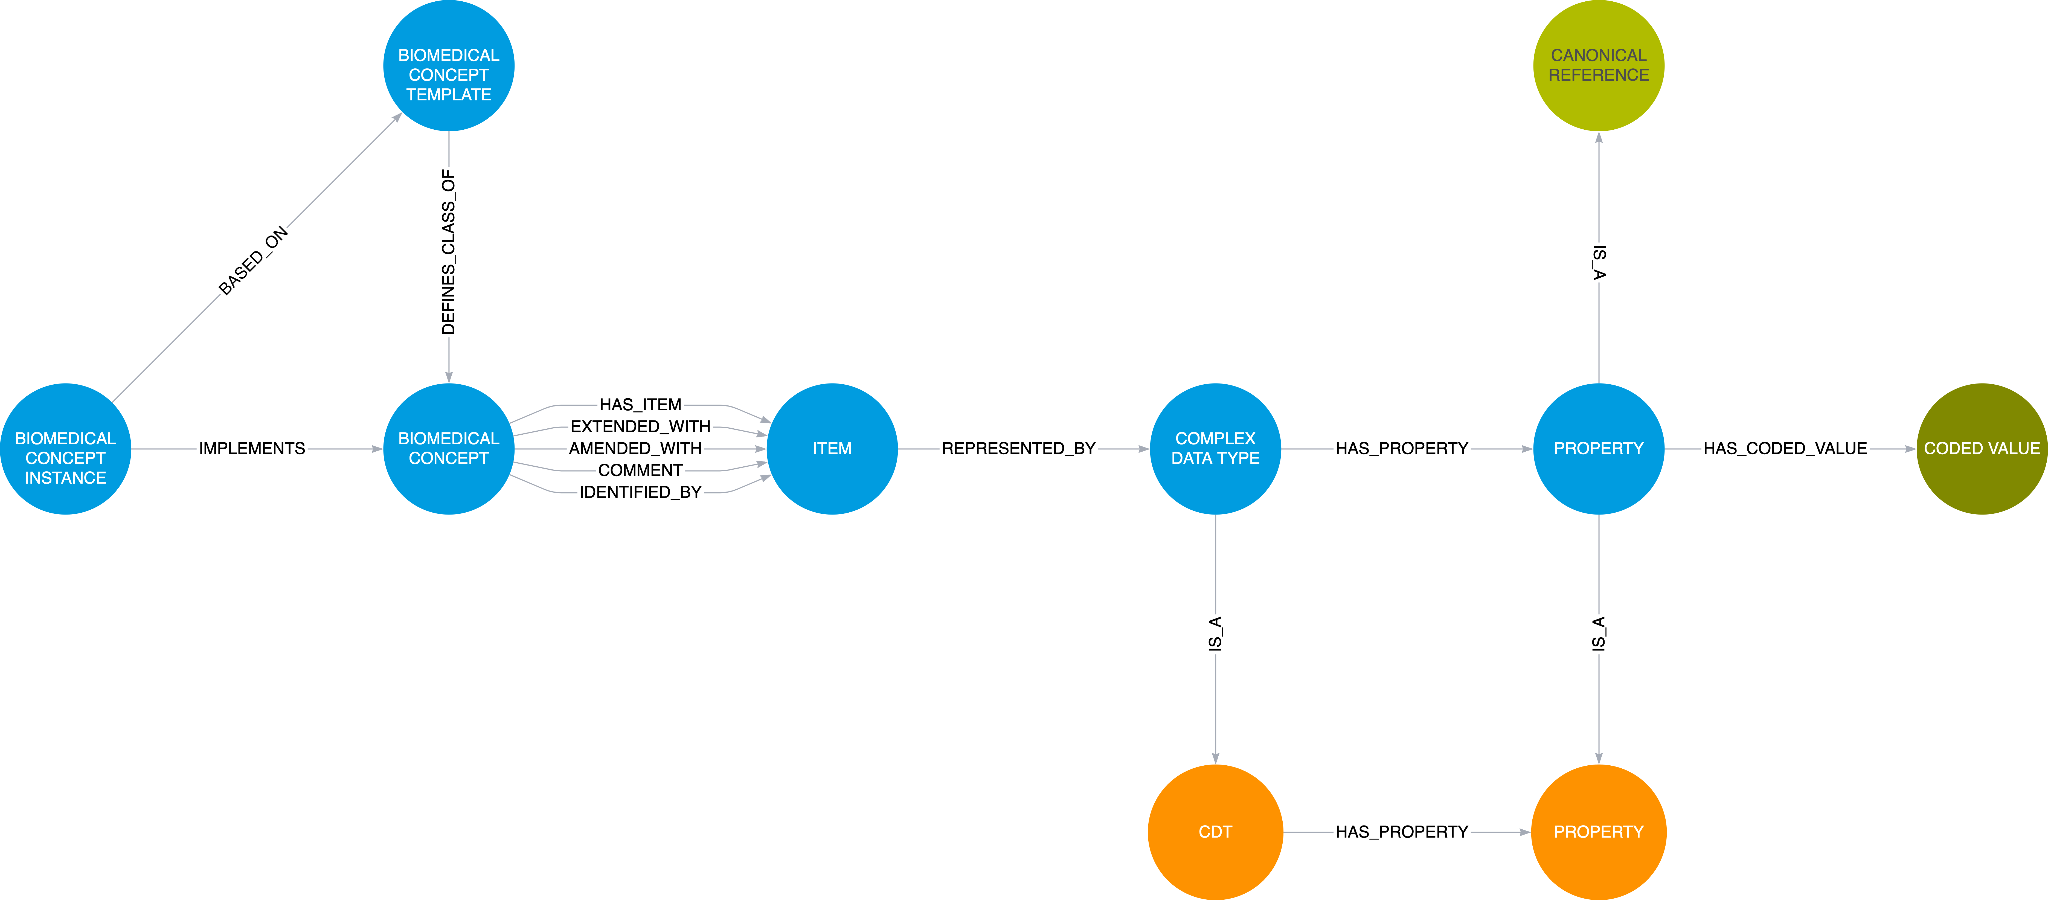 BIOMEDICAL
CONCEPT
TEMPLATE
CANONICAL
REFERENCE
BASED_ON
DEFINES_CLASS_OF
IS_A
BIOMEDICAL
CONCEPT
INSTANCE
IMPLEMENTS
BIOMEDICAL
CONCEPT
HAS_ITEM
EXTENDED_WITH
AMENDED_WITH
COMMENT
IDENTIFIED_BY
ITEM
REPRESENTED_BY
COMPLEX
DATA TYPE
HAS_PROPERTY
PROPERTY
HAS_CODED_VALUE
CODED VALUE
IS_A
IS_A
CDT
HAS_PROPERTY
PROPERTY